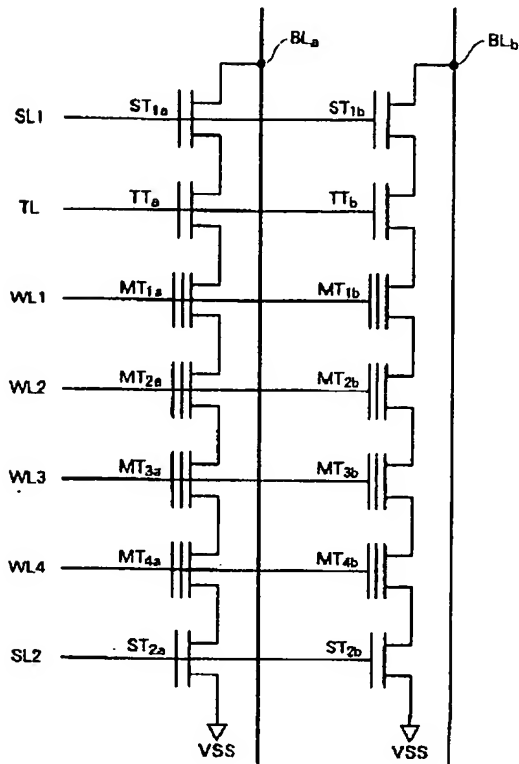 BLa BLb
SL1 ST1a ST1b
TL TTa TTb
WL1 MT1a MT1b
WL2 MT2a MT2b
WL3 MT3a MT3b
WL4 MT4a MT4b
SL2 ST2a ST2b
VSS VSS